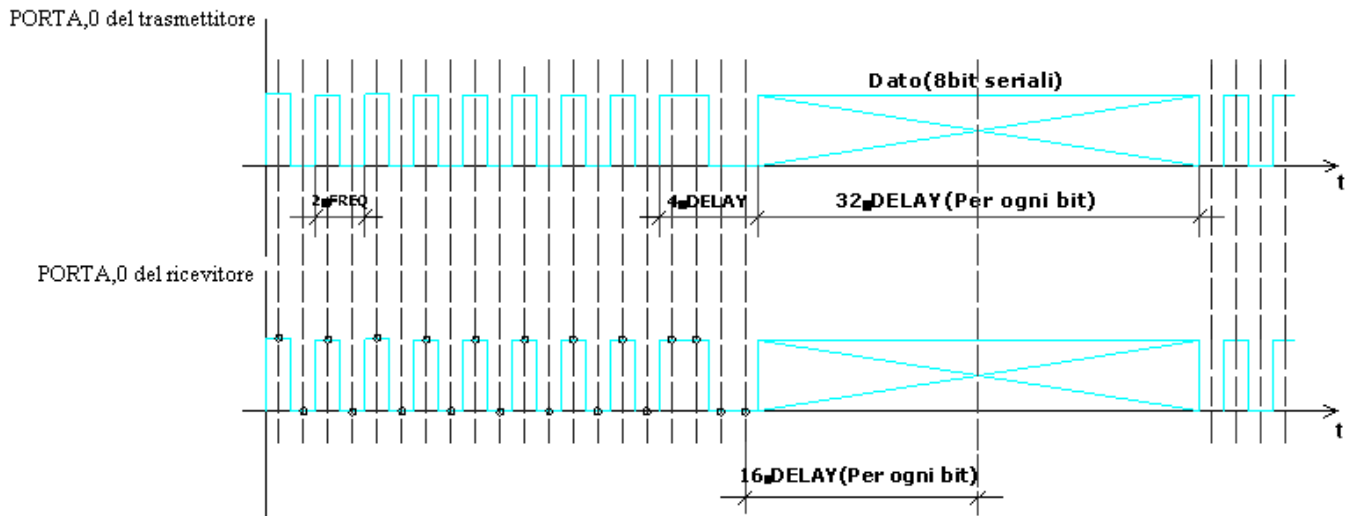 PORTA,0 del trasmettitore
Dato(8bit seriali)
t
2■FREQ
4■DELAY
32■DELAY(Per ogni bit)
PORTA,0 del ricevitore
t
16■DELAY(Per ogni bit)